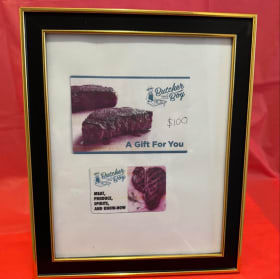 Butcher
Boy
$100
A Gift For You
Butcher
Boy
MEAT,
PRODUCE,
SPIRITS,
AND KNOW-HOW